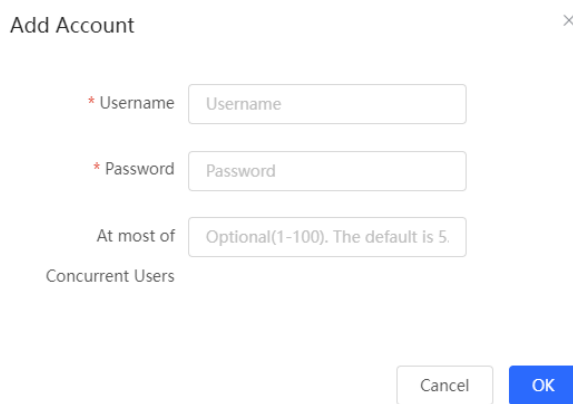 Add Account
* Username Username
* Password Password
At most of Optional(1-100). The default is 5.
Concurrent Users
Cancel OK